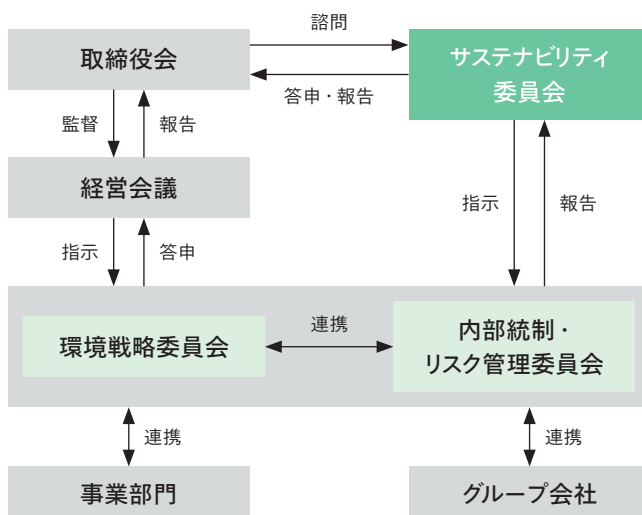 諮問
取締役会
サステナビリティ
委員会
答申・報告
監督
報告
経営会議
指示
答申
指示
報告
環境戦略委員会
連携
内部統制・
リスク管理委員会
連携
連携
事業部門
グループ会社